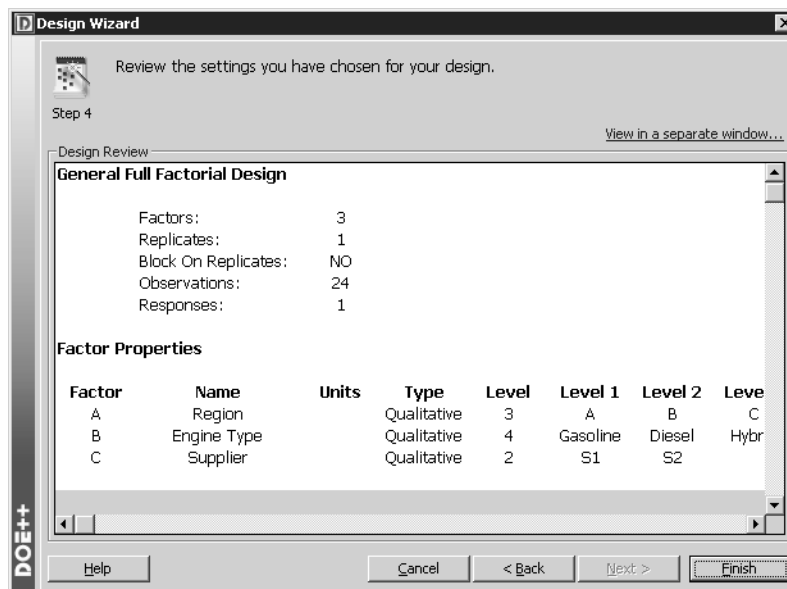 Design Wizard
Review the settings you have chosen for your design.
Step 4
View in a separate window...
Design Review
General Full Factorial Design
Factors: 3
Replicates: 1
Block On Replicates: NO
Observations: 24
Responses: 1
Factor Properties
Factor Name Units Type Level Level 1 Level 2 Leve
A Region Qualitative 3 A B C
B Engine Type Qualitative 4 Gasoline Diesel Hybr
C Supplier Qualitative 2 S1 S2
DOE++
Help Cancel < Back Next > Finish